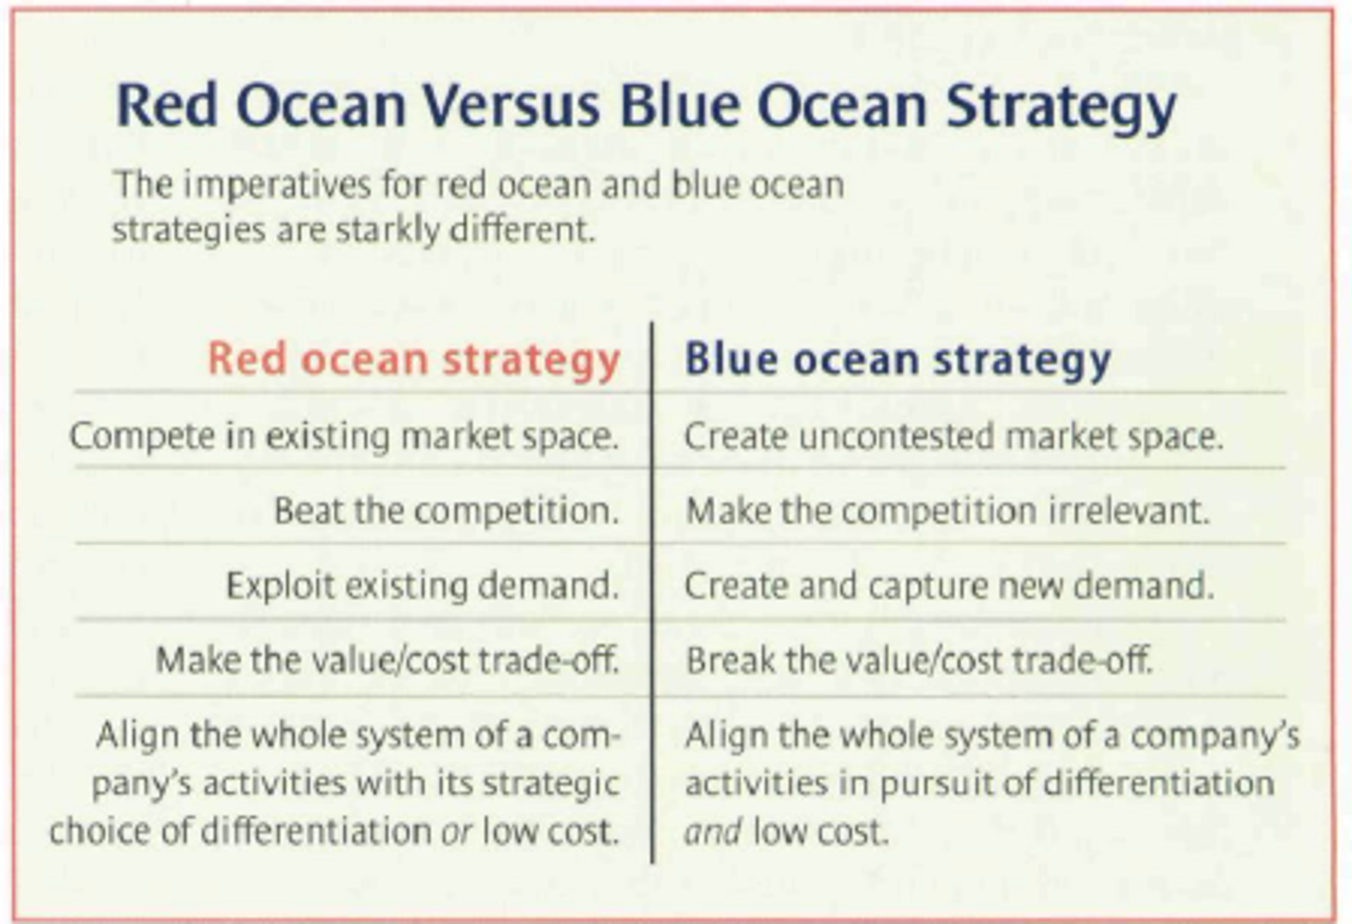 Red Ocean Versus Blue Ocean Strategy
The imperatives for red ocean and blue ocean
strategies are starkly different.
Red ocean strategy
Blue ocean strategy
Compete in existing market space.
Create uncontested market space.
Beat the competition.
Make the competition irrelevant.
Exploit existing demand.
Create and capture new demand.
Make the value/cost trade-off.
Break the value/cost trade-off.
Align the whole system of a com-
pany's activities with its strategic
choice of differentiation or low cost.
Align the whole system of a company's
activities in pursuit of differentiation
and low cost.